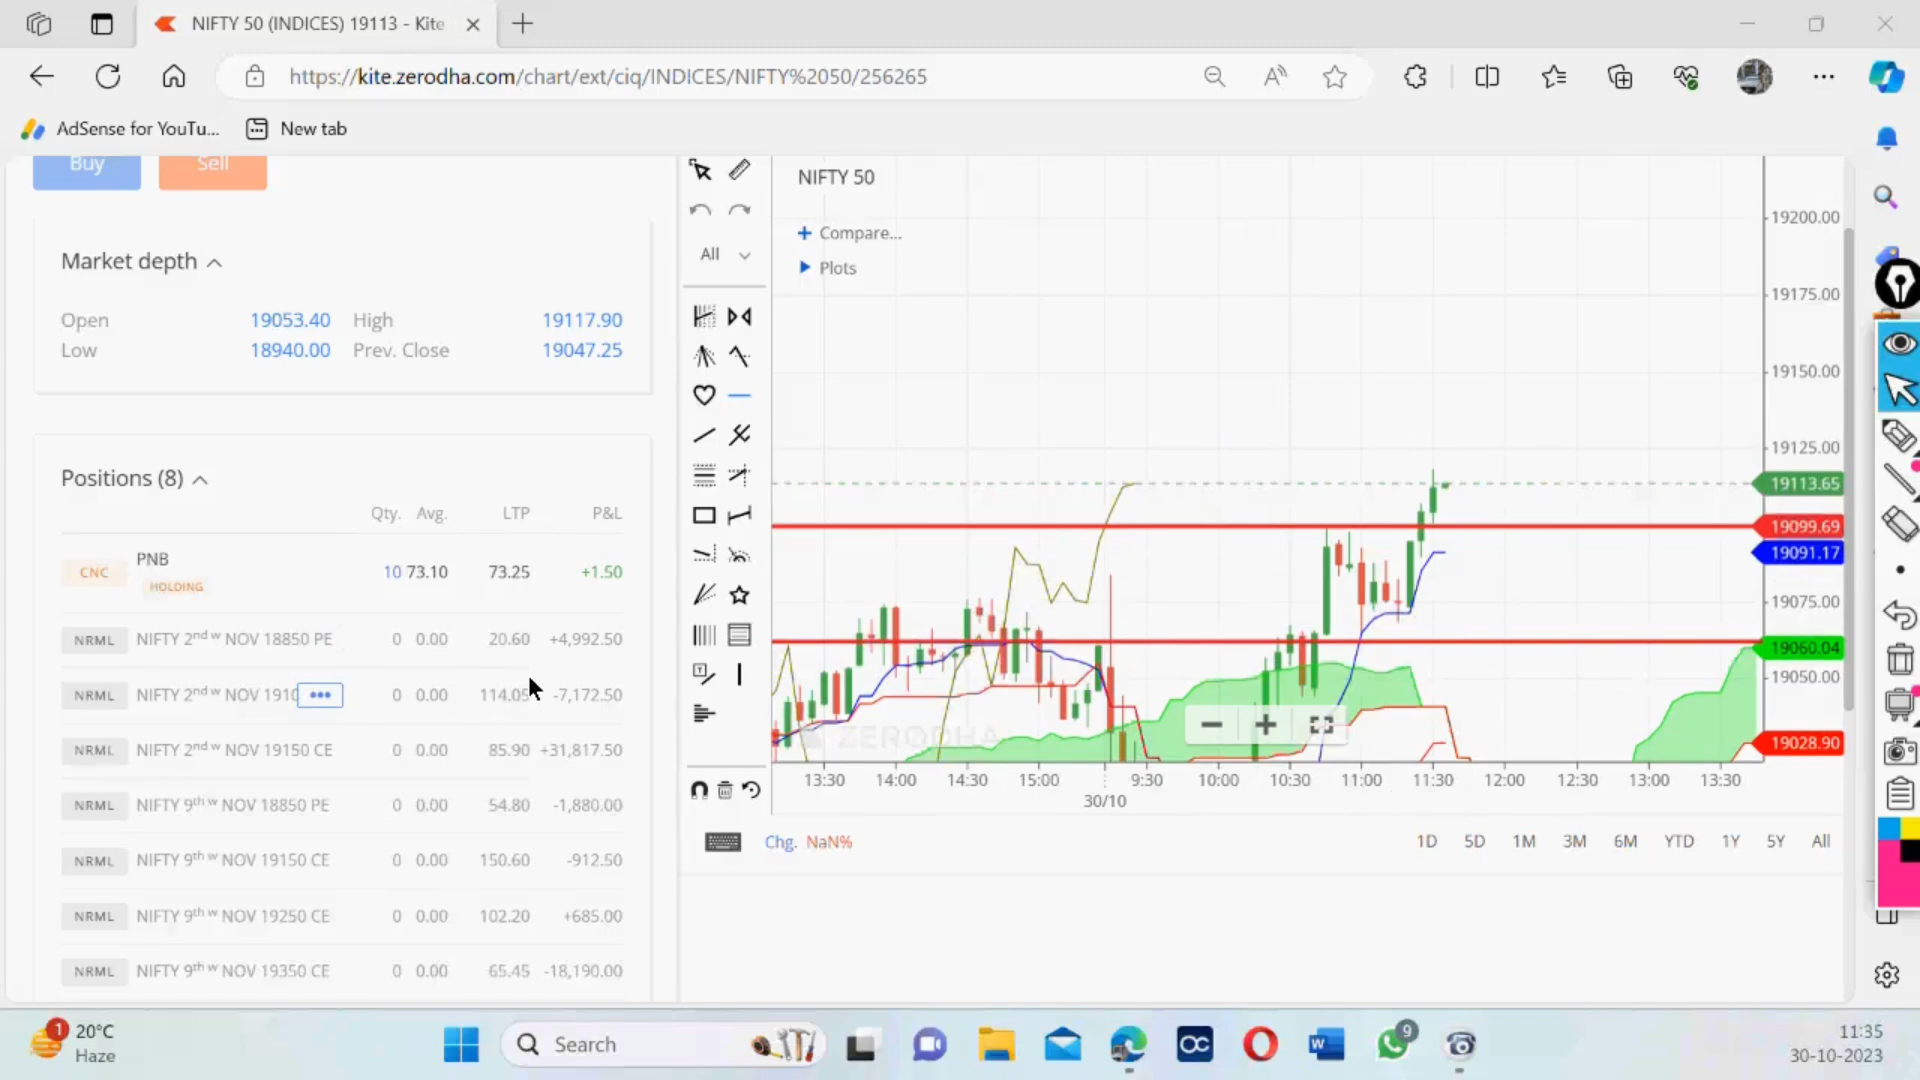 NIFTY 50 (INDICES) 19113 - Kite
https://kite.zerodha.com/chart/ext/ciq/INDICES/NIFTY%2050/256265
AdSense for YouTu...
New tab
Buy
Sell
Market depth
Open 19053.40 High 19117.90
Low 18940.00 Prev. Close 19047.25
Positions (8)
Qty. Avg. LTP P&L
CNC PNB 10 73.10 73.25 +1.50
HOLDING
NRML NIFTY 2nd w NOV 18850 PE 0 0.00 20.60 +4,992.50
NRML NIFTY 2nd w NOV 1910 ••• 0 0.00 114.05 -7,172.50
NRML NIFTY 2nd w NOV 19150 CE 0 0.00 85.90 +31,817.50
NRML NIFTY 9th w NOV 18850 PE 0 0.00 54.80 -1,880.00
NRML NIFTY 9th w NOV 19150 CE 0 0.00 150.60 -912.50
NRML NIFTY 9th w NOV 19250 CE 0 0.00 102.20 +685.00
NRML NIFTY 9th w NOV 19350 CE 0 0.00 65.45 -18,190.00
All
NIFTY 50
+ Compare...
Plots
19200.00
19175.00
19150.00
19125.00
19113.65
19099.69
19091.17
19075.00
19060.04
19050.00
19028.90
ZERODHA
13:30 14:00 14:30 15:00 9:30 10:00 10:30 11:00 11:30 12:00 12:30 13:00 13:30
30/10
Chg. NaN%
1D 5D 1M 3M 6M YTD 1Y 5Y All
1
20°C
Haze
Search
9
11:35
30-10-2023